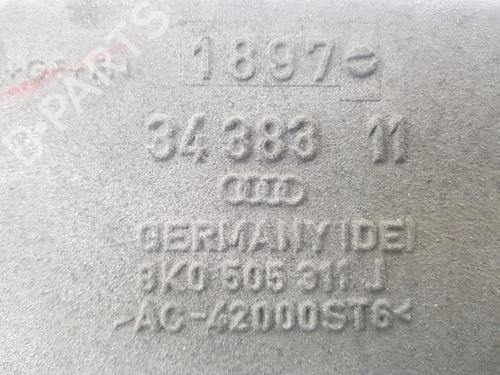 1897
34 383 11
GERMANY (DE)
8K0 505 311 J
>AC-42000ST6<
B-PARTS